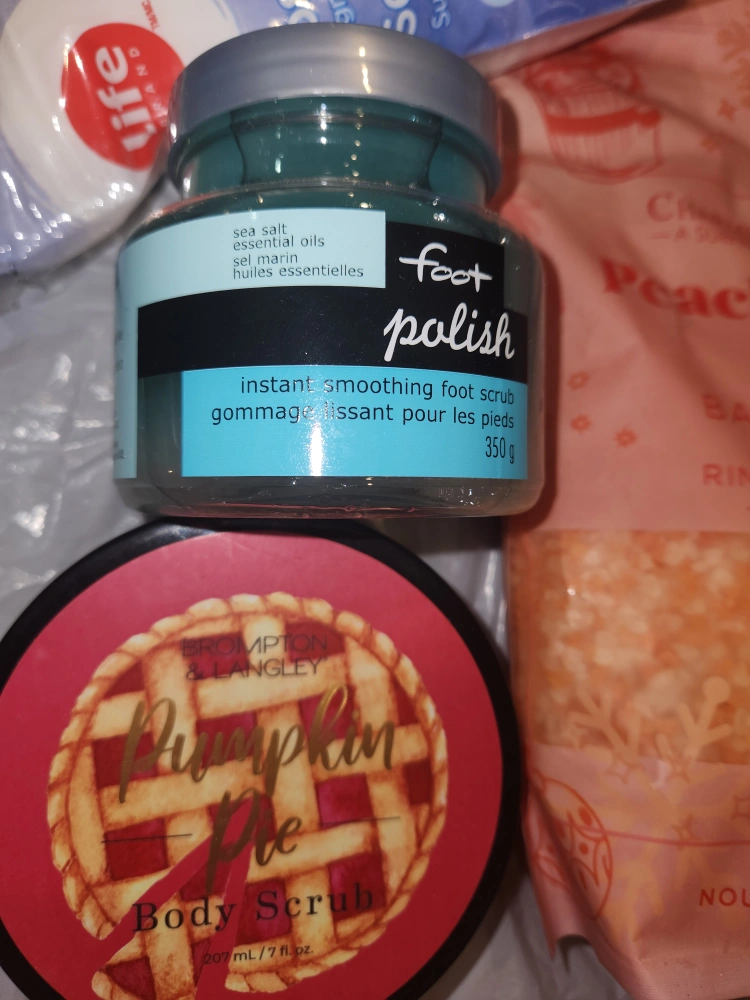 life
BRAND
sea salt
essential oils
sel marin
huiles essentielles
foot
polish
instant smoothing foot scrub
gommage lissant pour les pieds
350 g
BROMPTON
& LANGLEY
Pumpkin
Pie
Body Scrub
207 mL / 7 fl. oz.